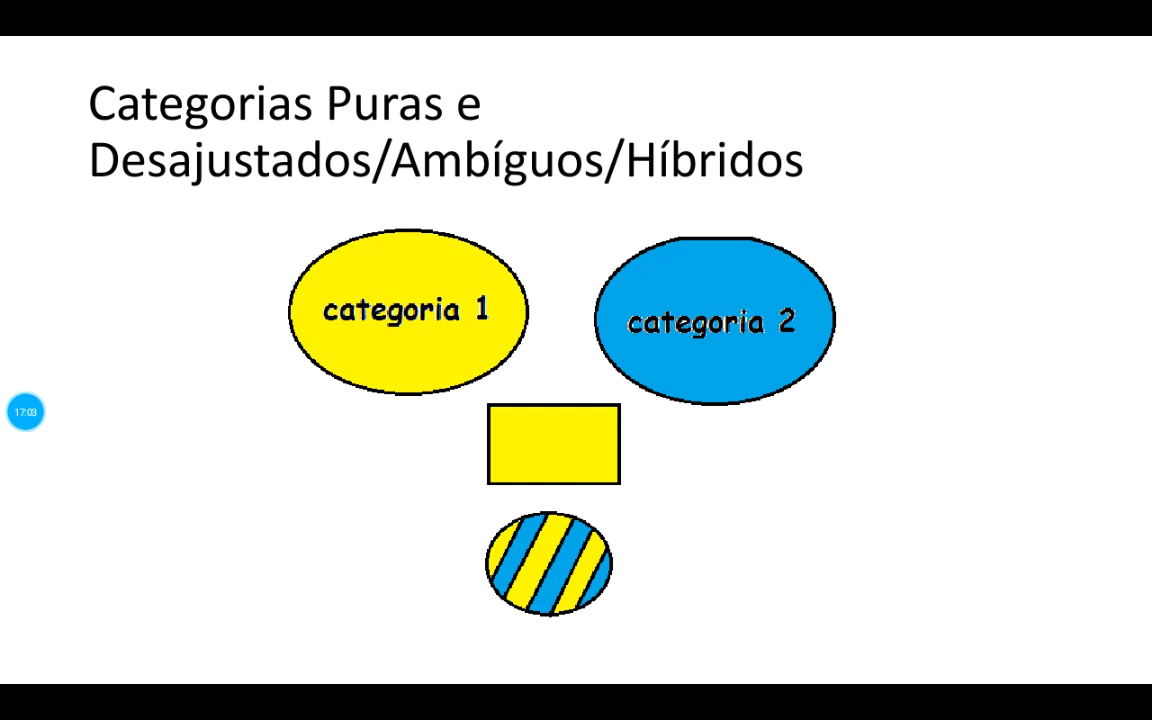 Categorias Puras e
Desajustados/Ambíguos/Híbridos
categoria 1
categoria 2
17:03